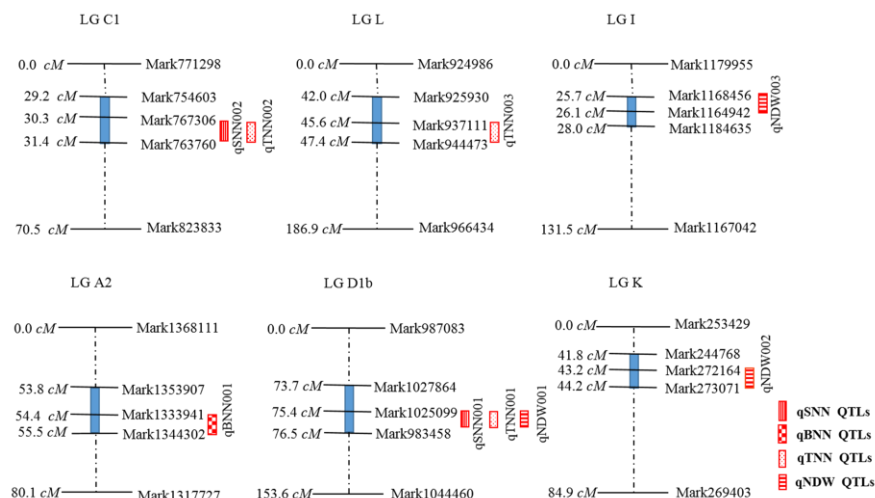 LG C1
0.0 cM Mark771298
29.2 cM Mark754603
30.3 cM Mark767306
31.4 cM Mark763760
qSNN002
qTNN002
70.5 cM Mark823833
LG L
0.0 cM Mark924986
42.0 cM Mark925930
45.6 cM Mark937111
47.4 cM Mark944473
qTNN003
186.9 cM Mark966434
LG I
0.0 cM Mark1179955
25.7 cM Mark1168456
26.1 cM Mark1164942
28.0 cM Mark1184635
qNDW003
131.5 cM Mark1167042
LG A2
0.0 cM Mark1368111
53.8 cM Mark1353907
54.4 cM Mark1333941
55.5 cM Mark1344302
qBNN001
80.1 cM Mark1317727
LG D1b
0.0 cM Mark987083
73.7 cM Mark1027864
75.4 cM Mark1025099
76.5 cM Mark983458
qSNN001
qTNN001
qNDW001
153.6 cM Mark1044460
LG K
0.0 cM Mark253429
41.8 cM Mark244768
43.2 cM Mark272164
44.2 cM Mark273071
qNDW002
84.9 cM Mark269403
qSNN QTLs
qBNN QTLs
qTNN QTLs
qNDW QTLs